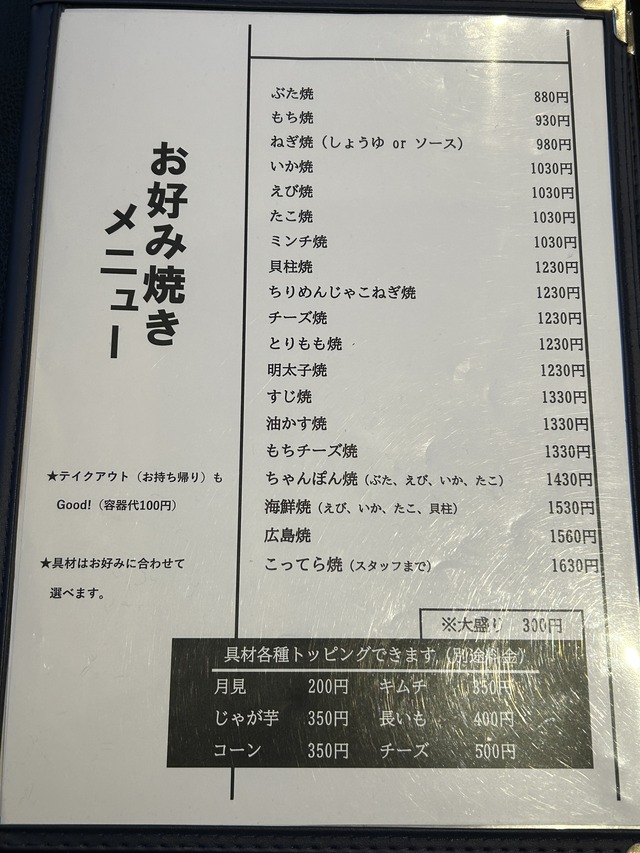 お好み焼き
メニュー
ぶた焼 880円
もち焼 930円
ねぎ焼（しょうゆ or ソース） 980円
いか焼 1030円
えび焼 1030円
たこ焼 1030円
ミンチ焼 1030円
貝柱焼 1230円
ちりめんじゃこねぎ焼 1230円
チーズ焼 1230円
とりもも焼 1230円
明太子焼 1230円
すじ焼 1330円
油かす焼 1330円
もちチーズ焼 1330円
ちゃんぽん焼（ぶた、えび、いか、たこ） 1430円
海鮮焼（えび、いか、たこ、貝柱） 1530円
広島焼 1560円
こってら焼（スタッフまで） 1630円
★テイクアウト（お持ち帰り）も
Good!（容器代100円）
★具材はお好みに合わせて
選べます。
※大盛り 300円
具材各種トッピングできます（別途料金）
月見 200円 キムチ 350円
じゃが芋 350円 長いも 400円
コーン 350円 チーズ 500円